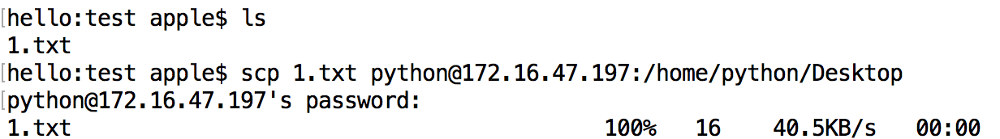 [hello:test apple$ ls
1.txt
[hello:test apple$ scp 1.txt python@172.16.47.197:/home/python/Desktop
[python@172.16.47.197's password:
1.txt 100% 16 40.5KB/s 00:00